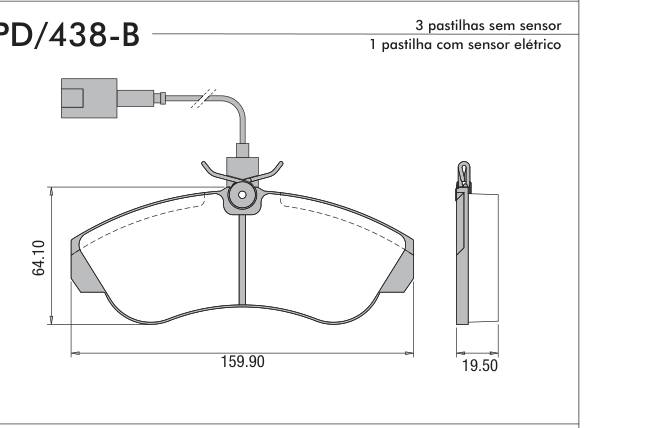 PD/438-B
3 pastilhas sem sensor
1 pastilha com sensor elétrico
64.10
159.90
19.50